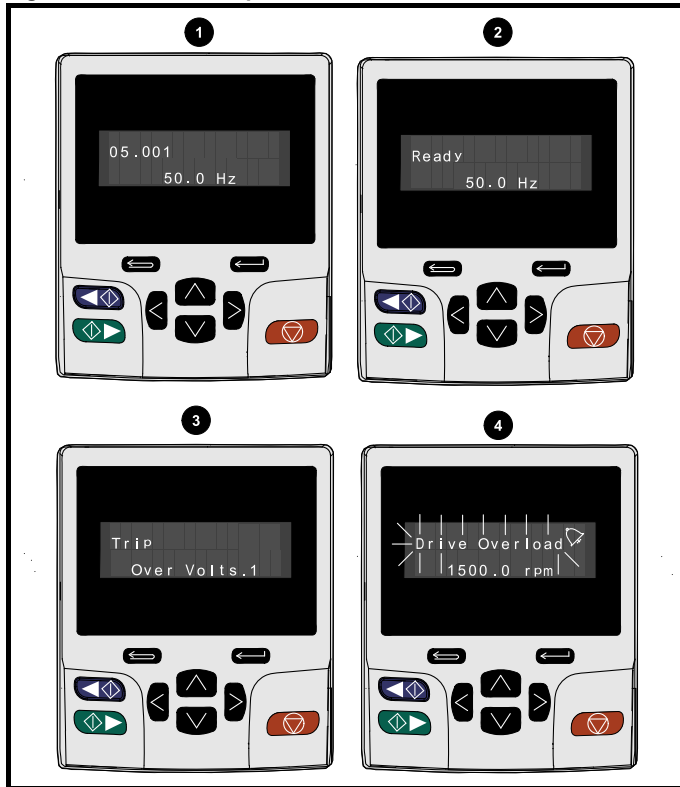 1
2
05.001
50.0 Hz
Ready
50.0 Hz
3
4
Trip
Over Volts.1
Drive Overload
1500.0 rpm